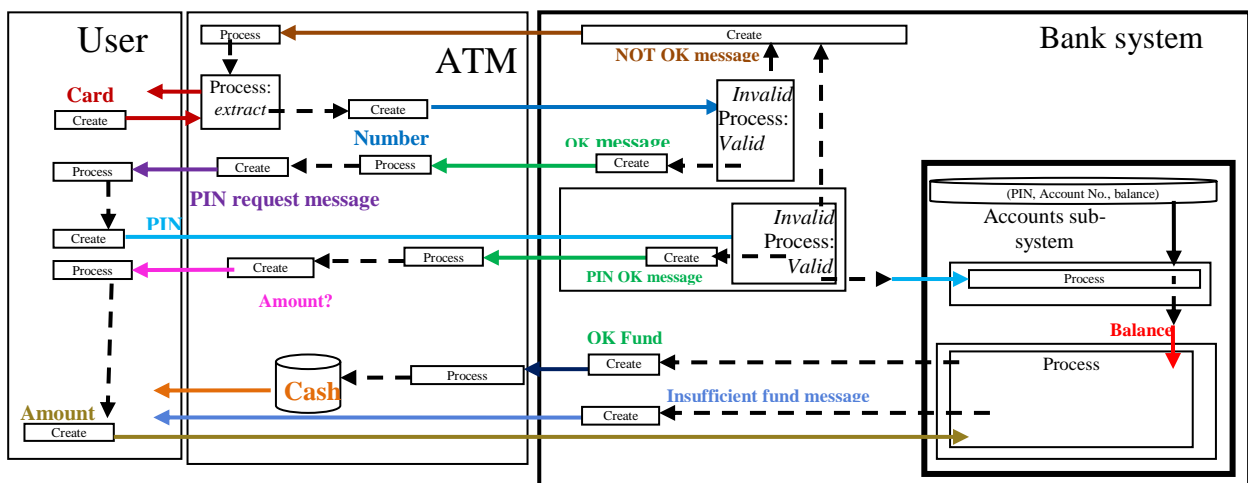 User
ATM
Bank system
Process
Create
NOT OK message
Card
Create
Process:
extract
Create
Number
Invalid
Process:
Valid
OK message
Create
Process
Create
Process
PIN request message
(PIN, Account No., balance)
Accounts sub-
system
PIN
Create
Invalid
Process:
Valid
Create
PIN OK message
Process
Create
Process
Amount?
Process
Balance
OK Fund
Create
Process
Process
Cash
Insufficient fund message
Create
Amount
Create